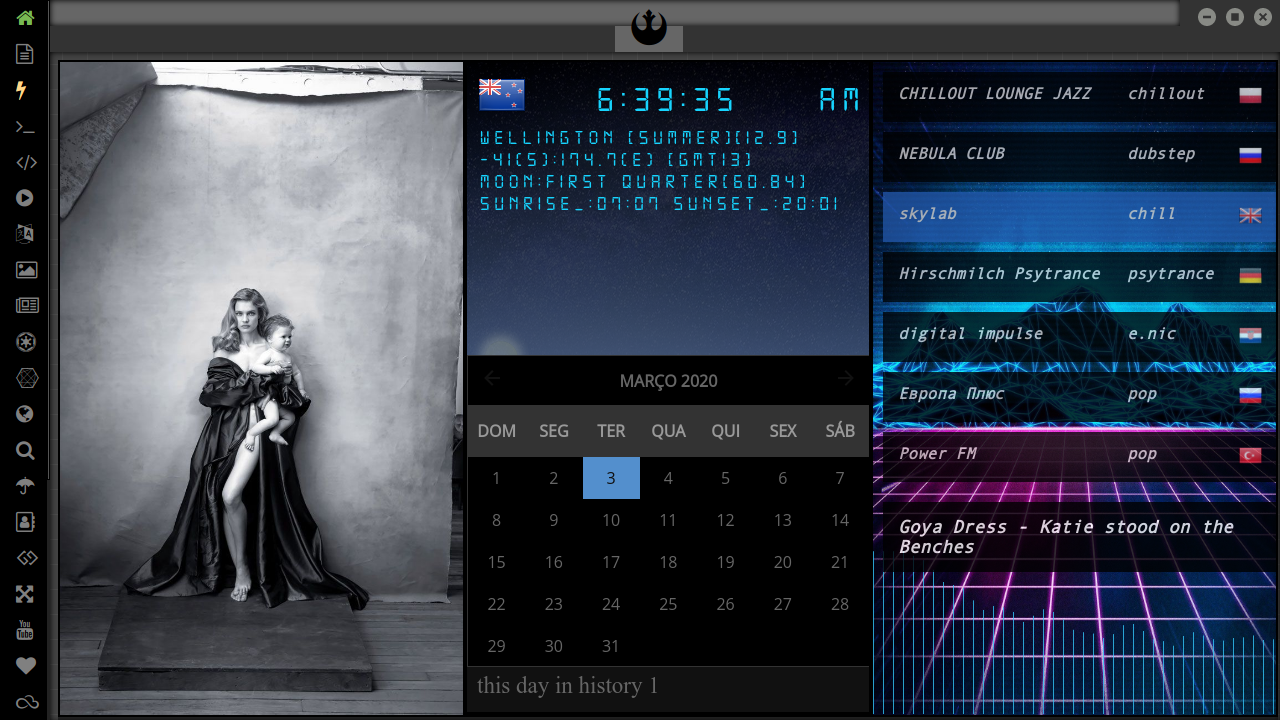 6:39:35 AM
WELLINGTON (SUMMER)(12.9)
-41(S):174.7(E) (GMT13)
MOON:FIRST QUARTER(60.84)
SUNRISE_:07:07 SUNSET_:20:01
MARÇO 2020
DOM SEG TER QUA QUI SEX SÁB
1 2 3 4 5 6 7
8 9 10 11 12 13 14
15 16 17 18 19 20 21
22 23 24 25 26 27 28
29 30 31
this day in history 1
CHILLOUT LOUNGE JAZZ chillout
NEBULA CLUB dubstep
skylab chill
Hirschmilch Psytrance psytrance
digital impulse e.nic
Европа Плюс pop
Power FM pop
Goya Dress - Katie stood on the
Benches
You
Tube